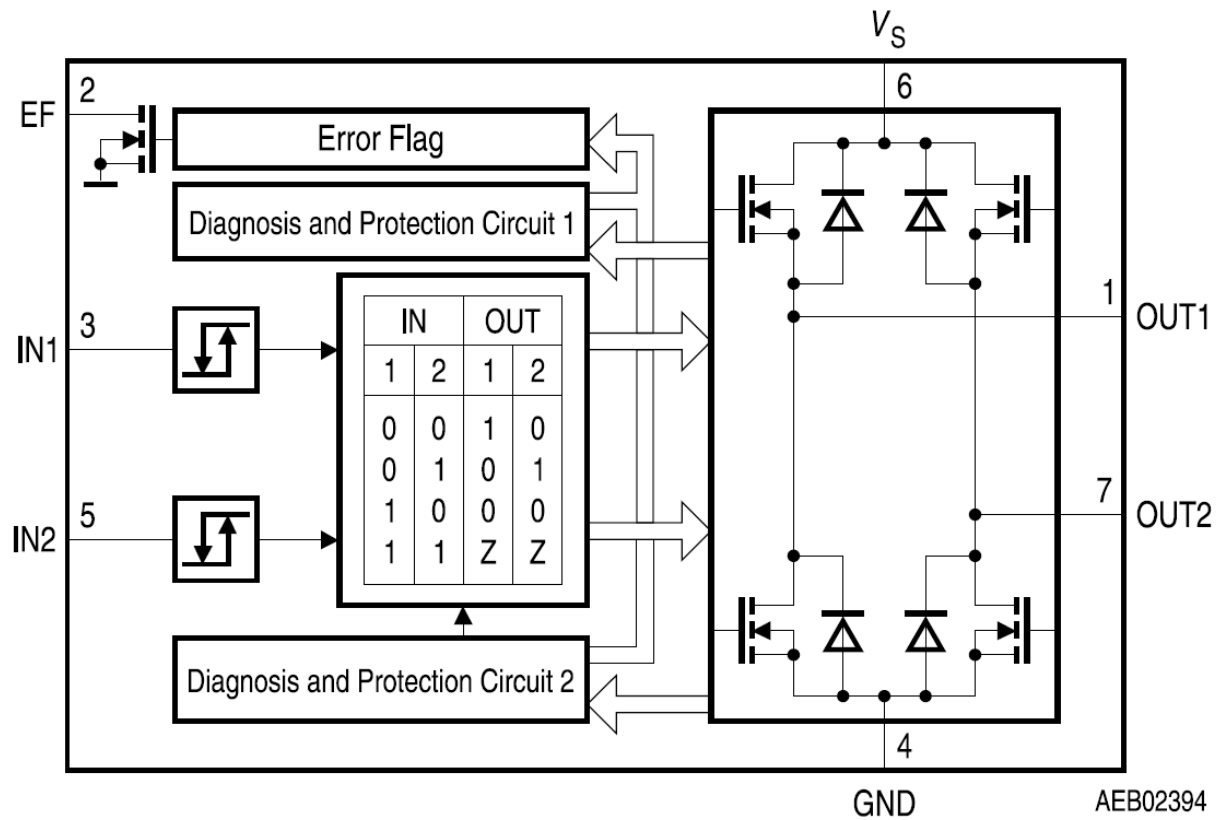 VS
6
2
EF
Error Flag
Diagnosis and Protection Circuit 1
3
IN1
IN OUT
1 2 1 2
0 0 1 0
0 1 0 1
1 0 0 0
1 1 Z Z
1
OUT1
5
IN2
7
OUT2
Diagnosis and Protection Circuit 2
4
GND
AEB02394